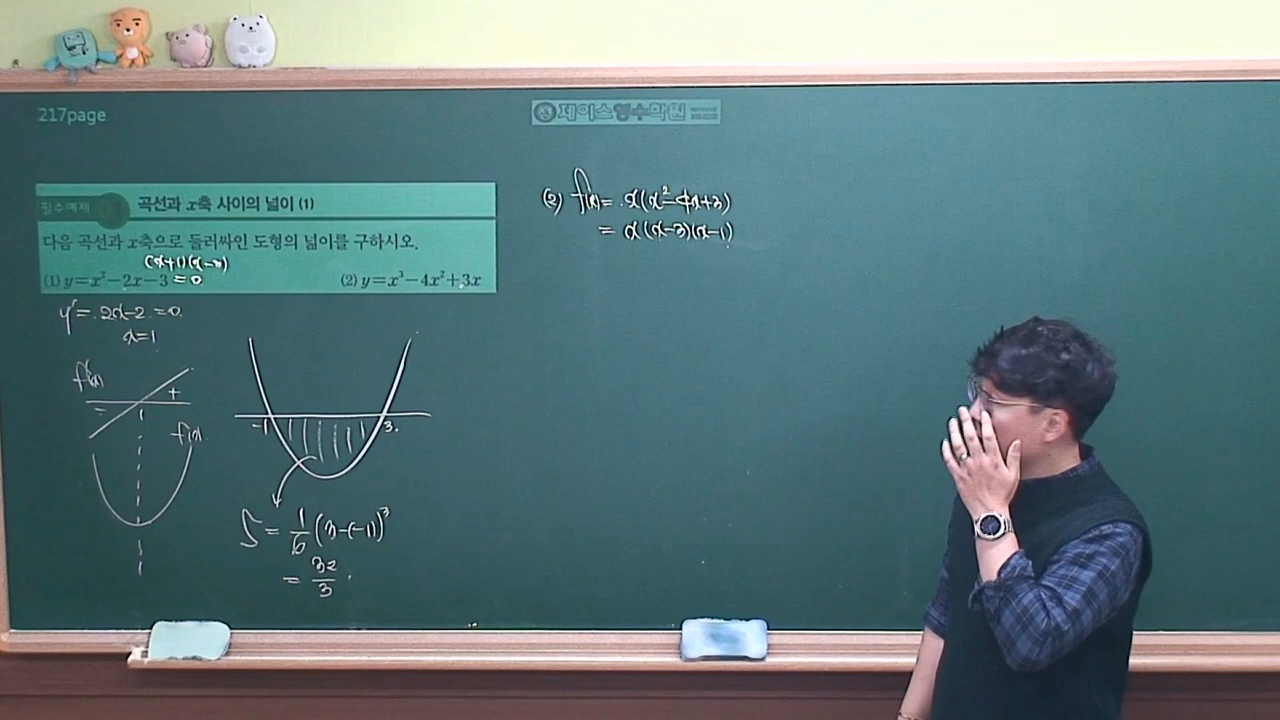 217page
제이스영수학원
필수예제
곡선과 x축 사이의 넓이 (1)
다음 곡선과 x축으로 둘러싸인 도형의 넓이를 구하시오.
(x+1)(x-3)
(1) y=x²-2x-3 = 0
(2) y=x³-4x²+3x
y' = 2x-2 = 0
x=1
f'(x)
- +
1
f(x)
-1 3
S = 1/6 (3-(-1))³
= 32/3
(2) f(x) = x(x²-4x+3)
= x(x-3)(x-1)